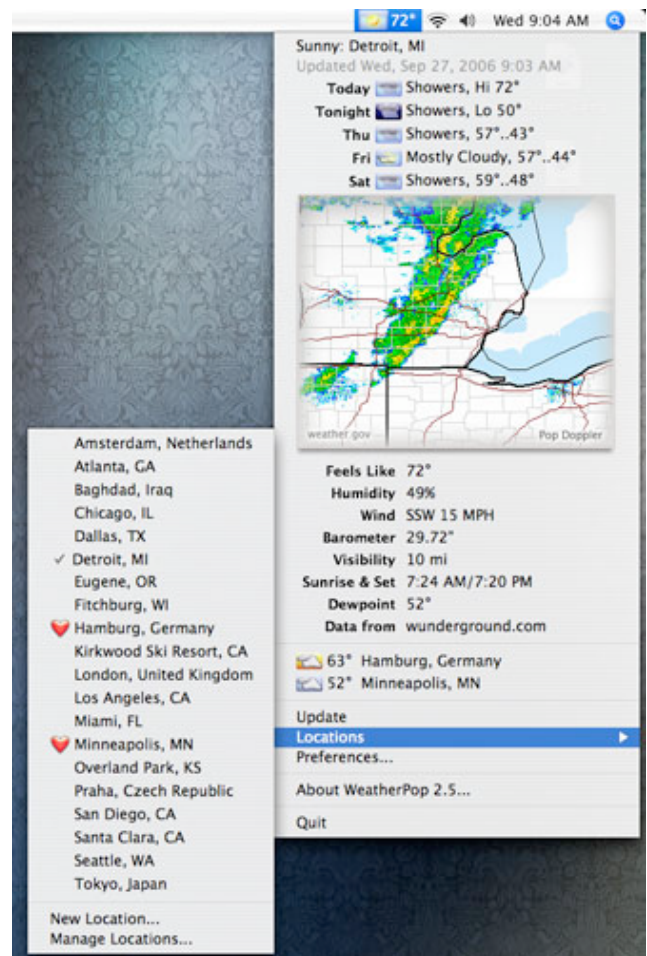 72° Wed 9:04 AM
Sunny: Detroit, MI
Updated Wed, Sep 27, 2006 9:03 AM
Today Showers, Hi 72°
Tonight Showers, Lo 50°
Thu Showers, 57°..43°
Fri Mostly Cloudy, 57°..44°
Sat Showers, 59°..48°
weather.gov Pop Doppler
Feels Like 72°
Humidity 49%
Wind SSW 15 MPH
Barometer 29.72"
Visibility 10 mi
Sunrise & Set 7:24 AM/7:20 PM
Dewpoint 52°
Data from wunderground.com
63° Hamburg, Germany
52° Minneapolis, MN
Update
Locations
Preferences...
About WeatherPop 2.5...
Quit
Amsterdam, Netherlands
Atlanta, GA
Baghdad, Iraq
Chicago, IL
Dallas, TX
✓ Detroit, MI
Eugene, OR
Fitchburg, WI
Hamburg, Germany
Kirkwood Ski Resort, CA
London, United Kingdom
Los Angeles, CA
Miami, FL
Minneapolis, MN
Overland Park, KS
Praha, Czech Republic
San Diego, CA
Santa Clara, CA
Seattle, WA
Tokyo, Japan
New Location...
Manage Locations...